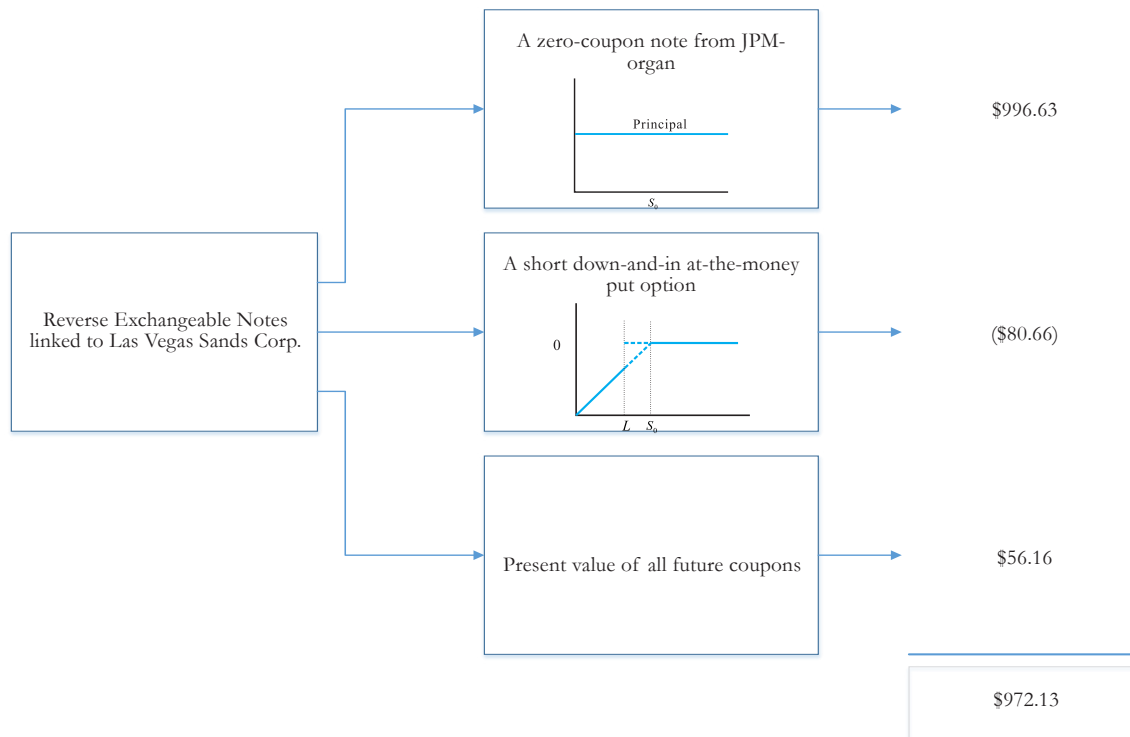 A zero-coupon note from JPM-
organ
Principal
S₀
$996.63
Reverse Exchangeable Notes
linked to Las Vegas Sands Corp.
A short down-and-in at-the-money
put option
0
L S₀
($80.66)
Present value of all future coupons
$56.16
$972.13